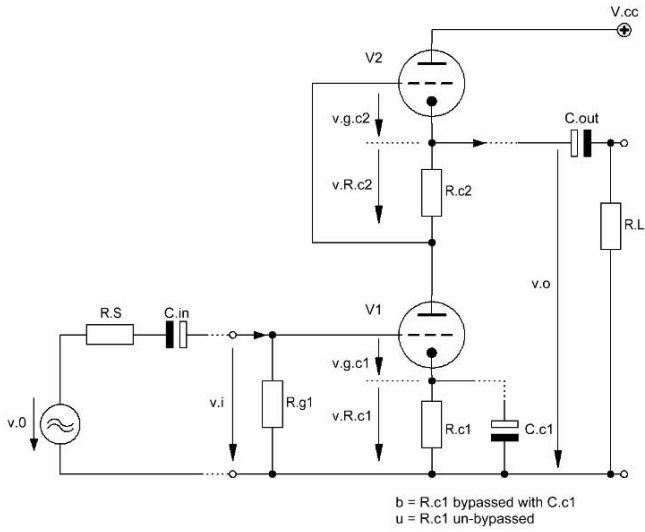 V.cc
V2
C.out
v.g.c2
v.R.c2
R.c2
R.L
v.o
V1
R.S
C.in
v.g.c1
v.i
R.g1
v.0
v.R.c1
R.c1
C.c1
b = R.c1 bypassed with C.c1
u = R.c1 un-bypassed